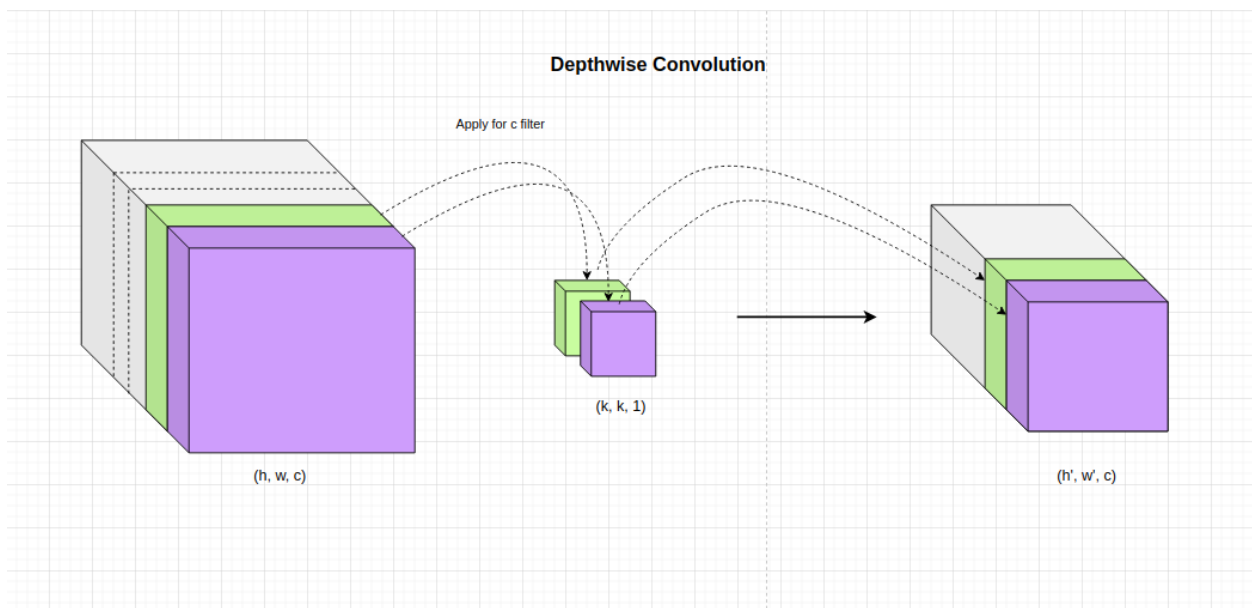 Depthwise Convolution
Apply for c filter
(k, k, 1)
(h, w, c)
(h', w', c)